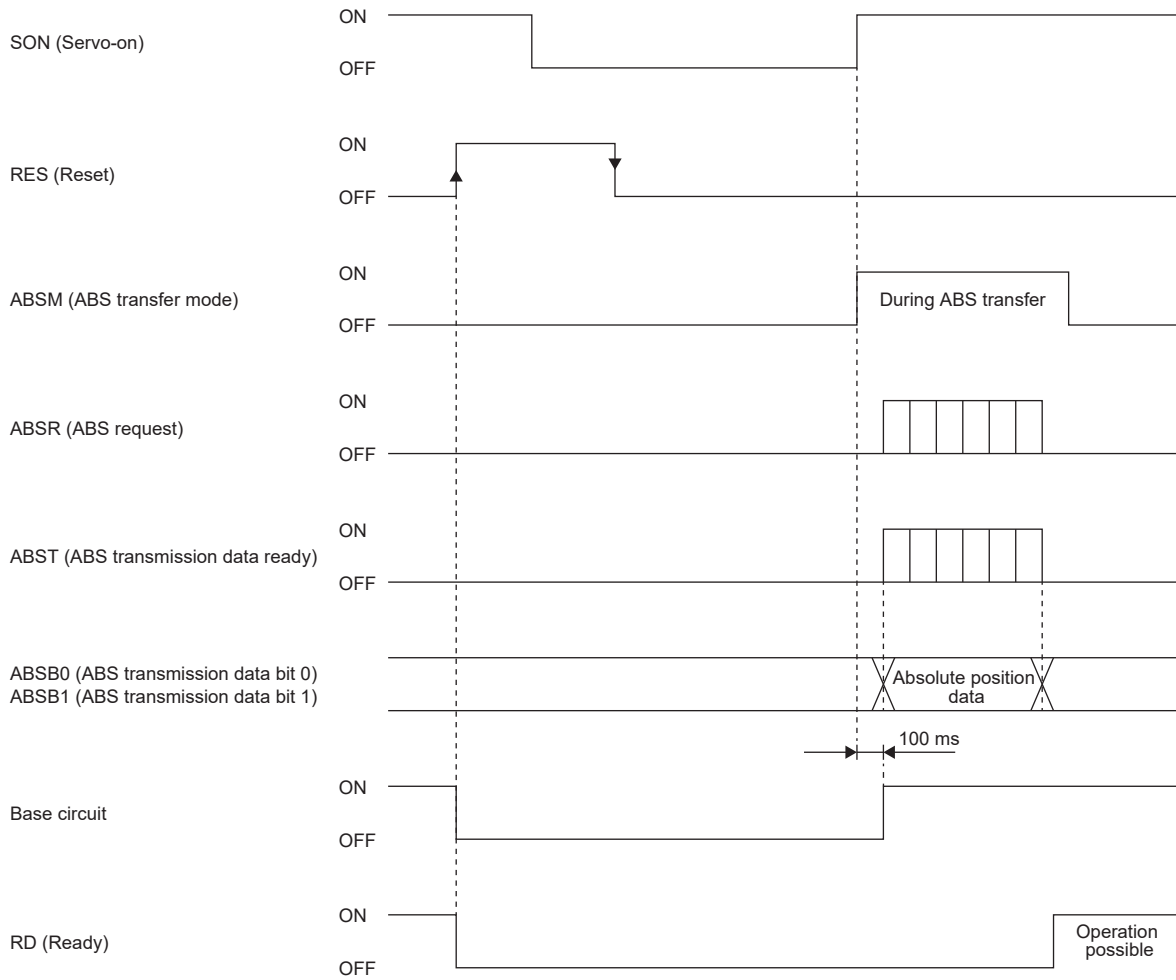 ON
SON (Servo-on)
OFF
ON
RES (Reset)
OFF
ON
ABSM (ABS transfer mode)
During ABS transfer
OFF
ON
ABSR (ABS request)
OFF
ON
ABST (ABS transmission data ready)
OFF
ABSB0 (ABS transmission data bit 0)
ABSB1 (ABS transmission data bit 1)
Absolute position
data
100 ms
ON
Base circuit
OFF
ON
RD (Ready)
Operation
possible
OFF